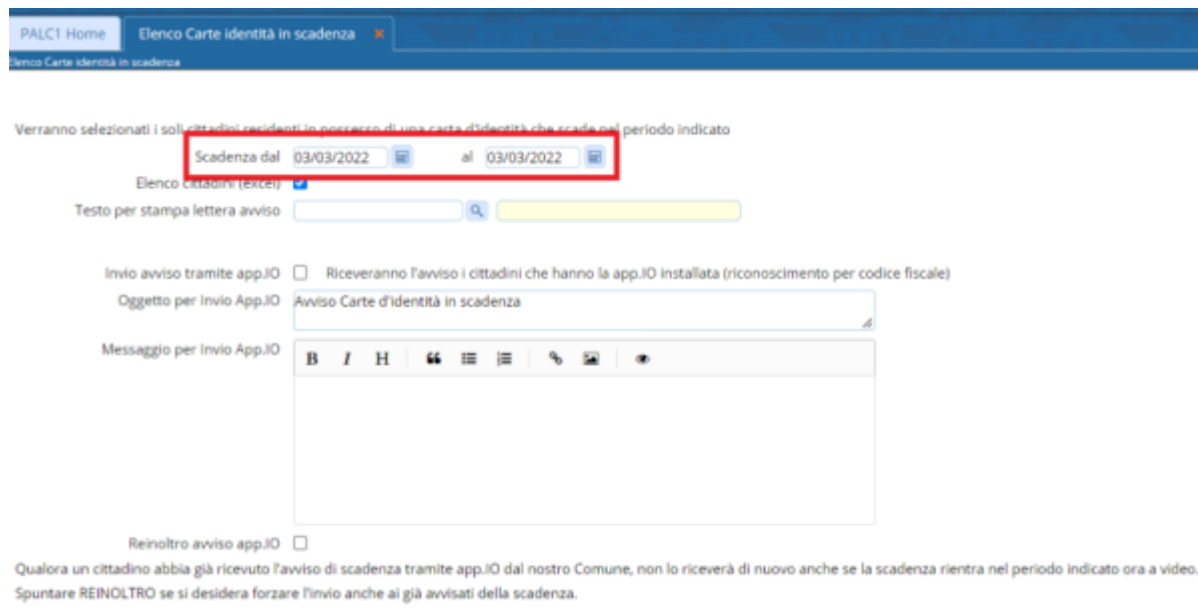 PALC1 Home Elenco Carte identità in scadenza ×
Elenco Carte identità in scadenza
Verranno selezionati i soli cittadini residenti in possesso di una carta d'identità che scade nel periodo indicato
Scadenza dal 03/03/2022 al 03/03/2022
Elenco cittadini (excel)
Testo per stampa lettera avviso
Invio avviso tramite app.IO Riceveranno l'avviso i cittadini che hanno la app.IO installata (riconoscimento per codice fiscale)
Oggetto per Invio App.IO Avviso Carte d'identità in scadenza
Messaggio per Invio App.IO
B I H
Reinoltro avviso app.IO
Qualora un cittadino abbia già ricevuto l'avviso di scadenza tramite app.IO dal nostro Comune, non lo riceverà di nuovo anche se la scadenza rientra nel periodo indicato ora a video.
Spuntare REINOLTRO se si desidera forzare l'invio anche ai già avvisati della scadenza.